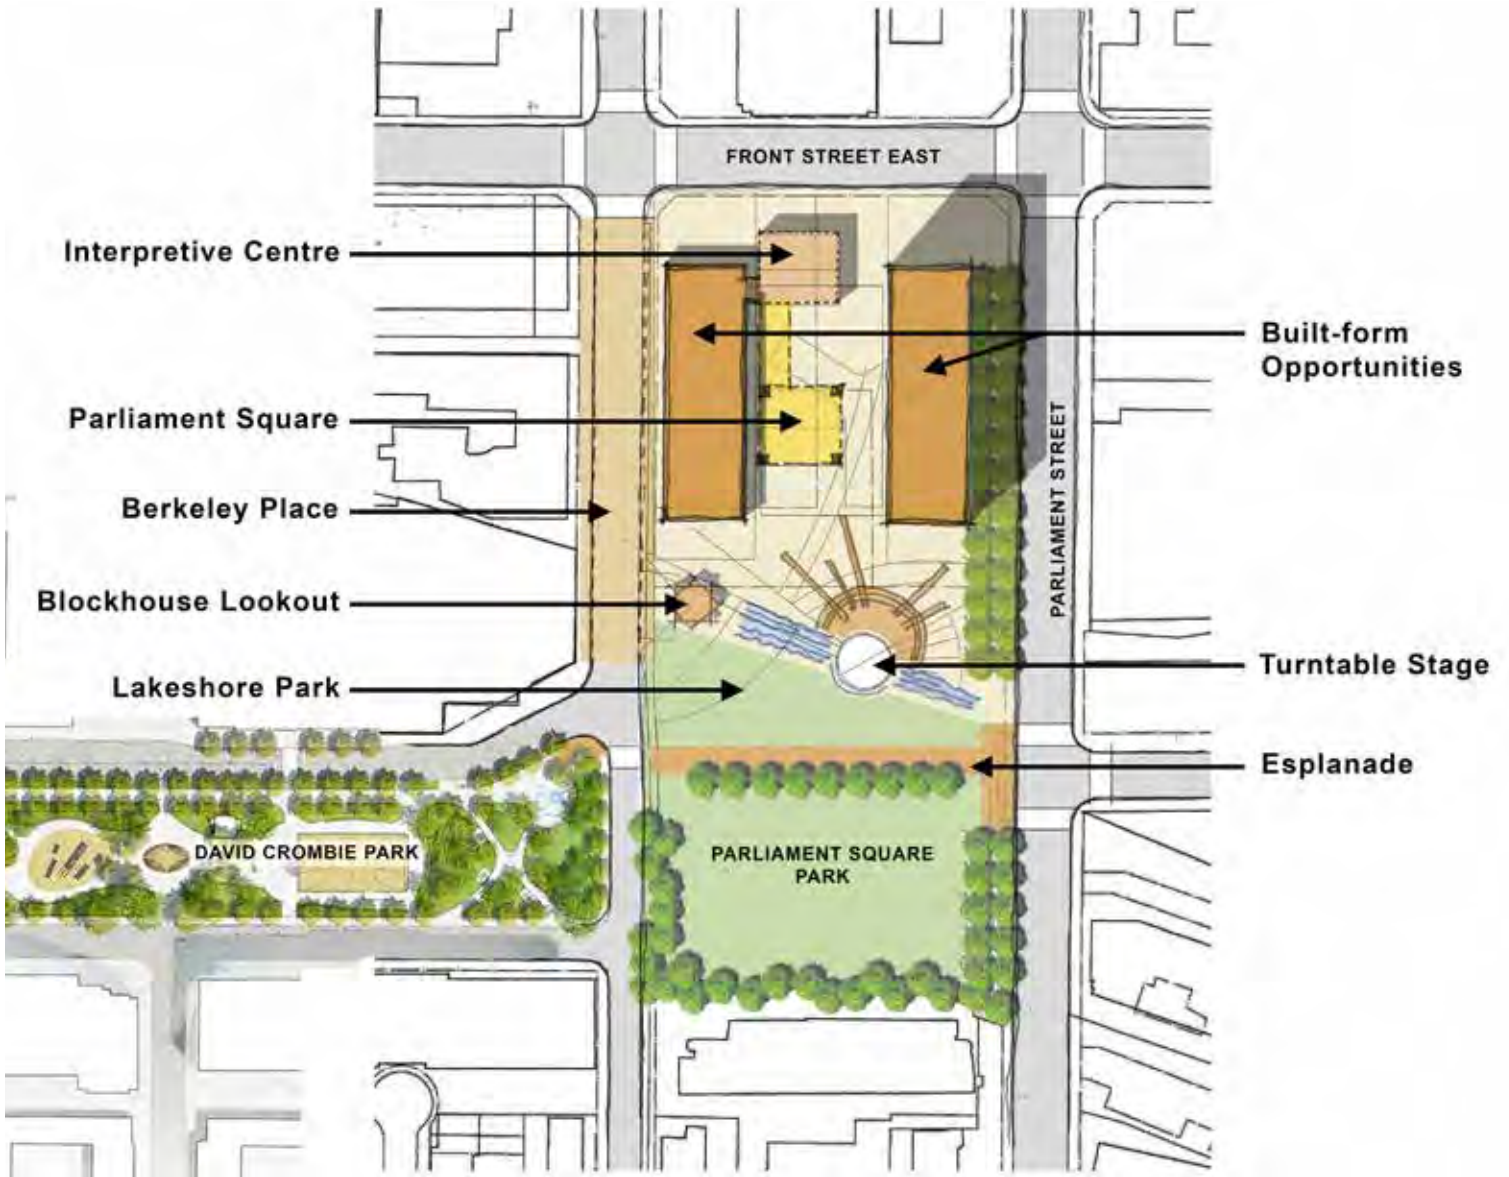 FRONT STREET EAST
Interpretive Centre
Built-form
Opportunities
Parliament Square
PARLIAMENT STREET
Berkeley Place
Blockhouse Lookout
Turntable Stage
Lakeshore Park
Esplanade
DAVID CROMBIE PARK
PARLIAMENT SQUARE
PARK